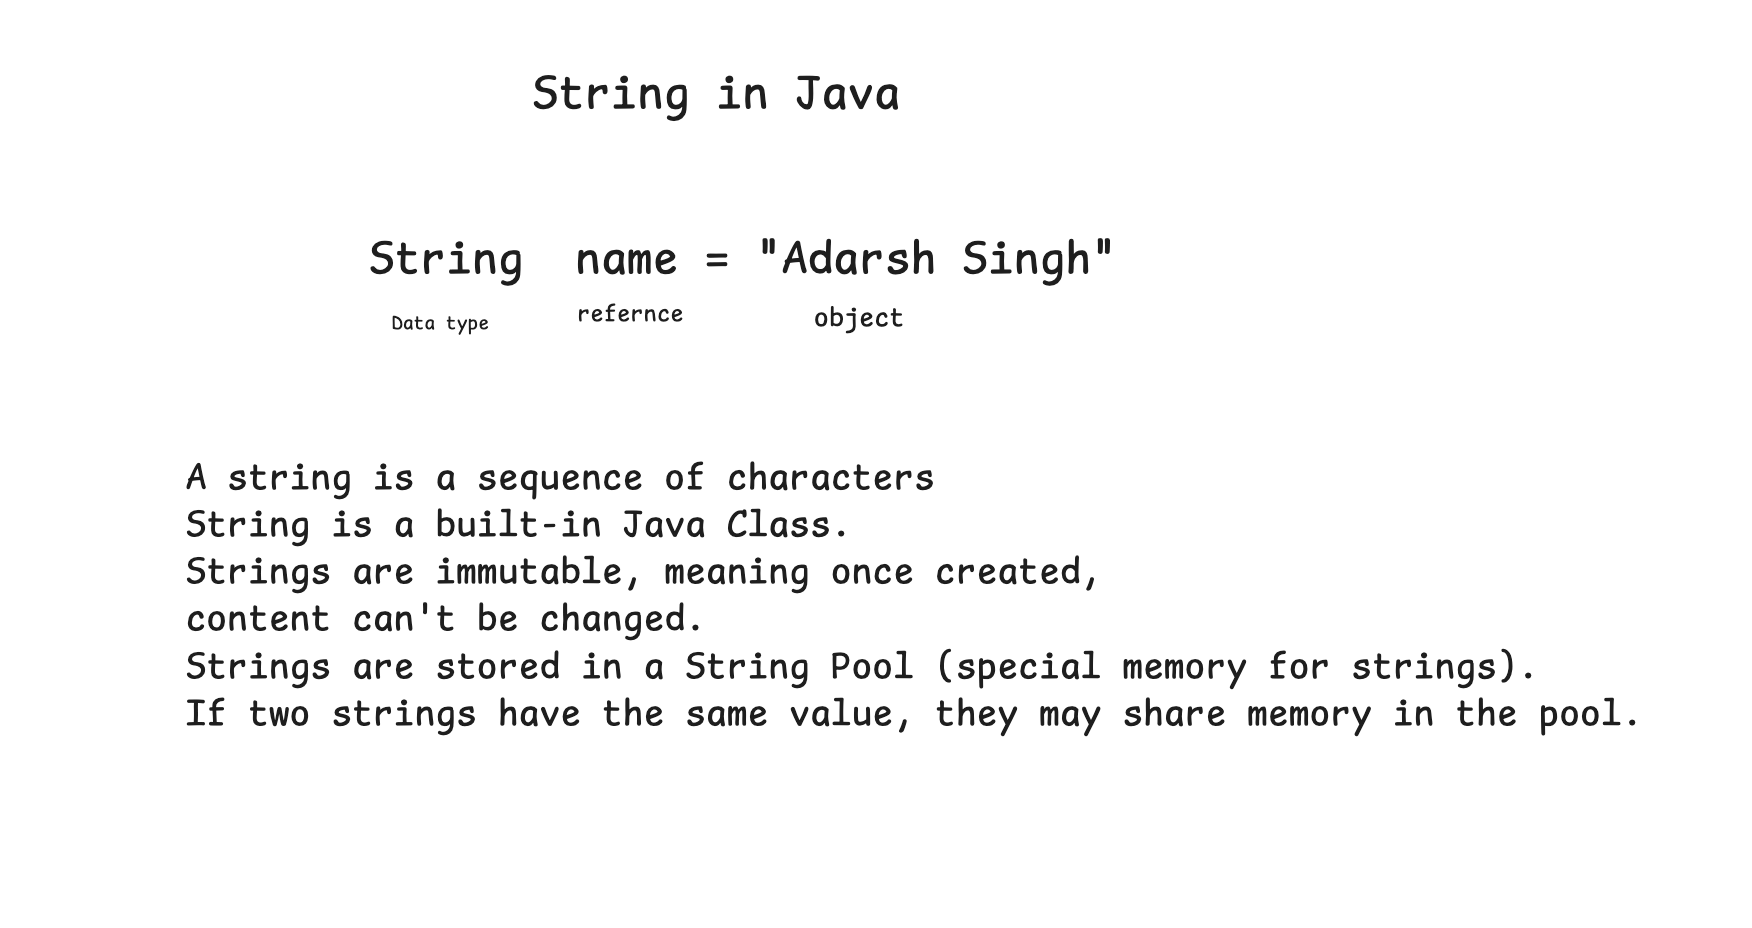 String in Java
String name = "Adarsh Singh"
Data type refernce object
A string is a sequence of characters
String is a built-in Java Class.
Strings are immutable, meaning once created,
content can't be changed.
Strings are stored in a String Pool (special memory for strings).
If two strings have the same value, they may share memory in the pool.